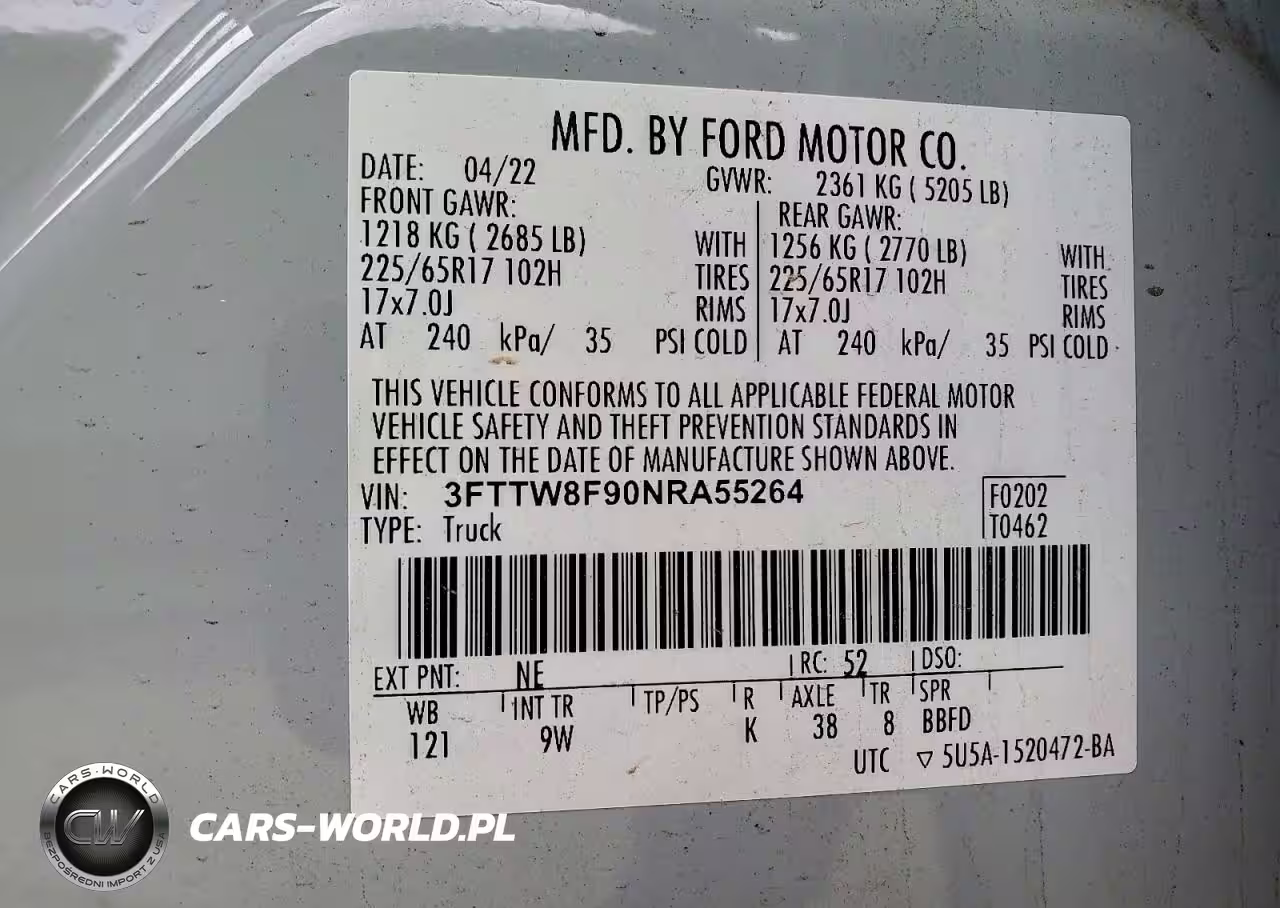 MFD. BY FORD MOTOR CO.
DATE: 04/22 GVWR: 2361 KG ( 5205 LB)
FRONT GAWR: REAR GAWR:
1218 KG ( 2685 LB) WITH 1256 KG ( 2770 LB) WITH
225/65R17 102H TIRES 225/65R17 102H TIRES
17x7.0J RIMS 17x7.0J RIMS
AT 240 kPa/ 35 PSI COLD AT 240 kPa/ 35 PSI COLD
THIS VEHICLE CONFORMS TO ALL APPLICABLE FEDERAL MOTOR
VEHICLE SAFETY AND THEFT PREVENTION STANDARDS IN
EFFECT ON THE DATE OF MANUFACTURE SHOWN ABOVE.
VIN: 3FTTW8F90NRA55264 F0202
TYPE: Truck T0462
EXT PNT: NE RC: 52 DSO:
WB INT TR TP/PS R AXLE TR SPR
121 9W K 38 8 BBFD
UTC ▽ 5U5A-1520472-BA
CARS-WORLD
CW
BEZPOŚREDNI IMPORT Z USA
CARS-WORLD.PL